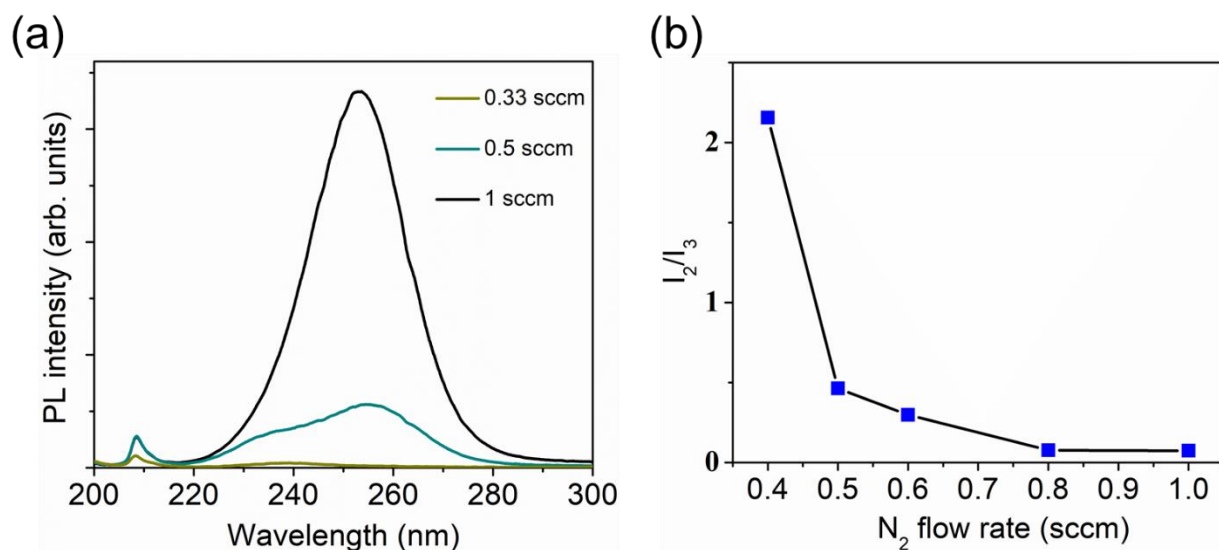 (a)
PL intensity (arb. units)
0.33 sccm
0.5 sccm
1 sccm
200 220 240 260 280 300
Wavelength (nm)
(b)
I₂/I₃
2
1
0
0.4 0.5 0.6 0.7 0.8 0.9 1.0
N₂ flow rate (sccm)